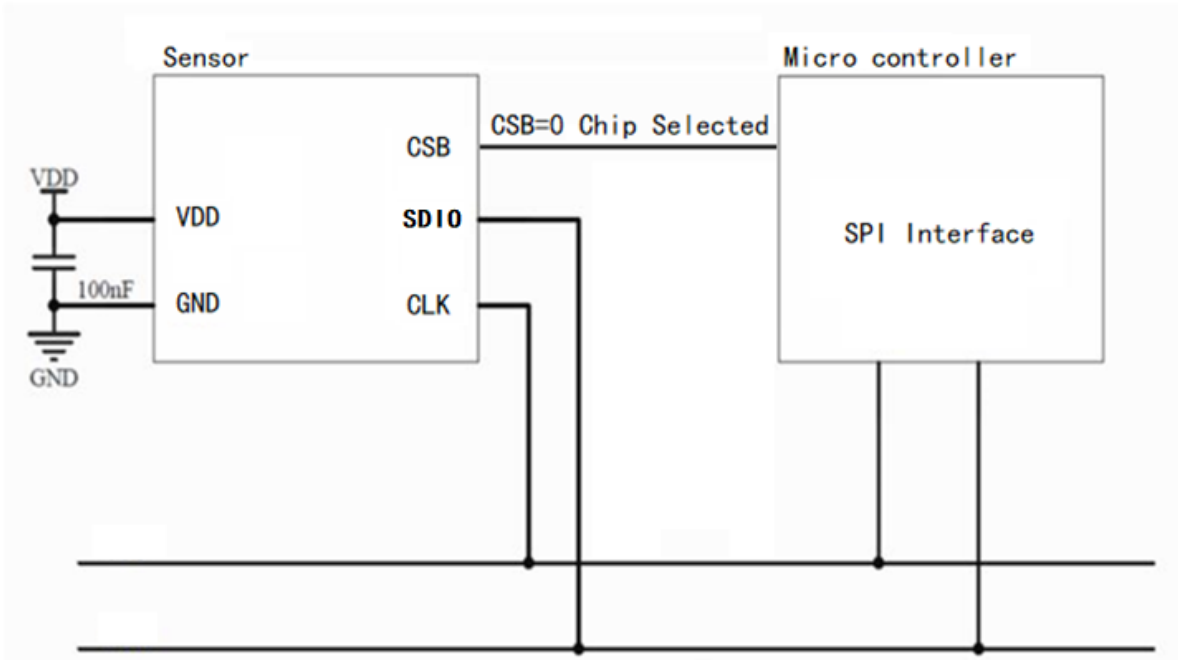 Sensor
Micro controller
CSB=0 Chip Selected
CSB
VDD
VDD
SDIO
SPI Interface
100nF
GND
CLK
GND